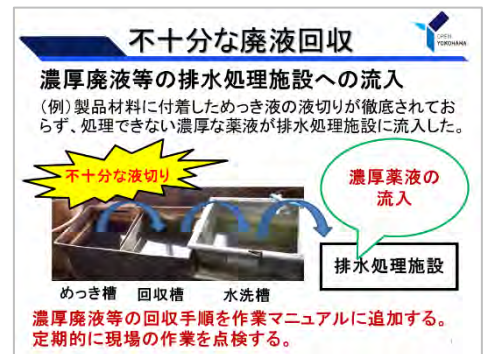 不十分な廃液回収
OPEN
YOKOHAMA
濃厚廃液等の排水処理施設への流入
（例）製品材料に付着しためっき液の液切りが徹底されてお
らず、処理できない濃厚な薬液が排水処理施設に流入した。
不十分な液切り
濃厚薬液の
流入
排水処理施設
めっき槽 回収槽 水洗槽
濃厚廃液等の回収手順を作業マニュアルに追加する。
定期的に現場の作業を点検する。